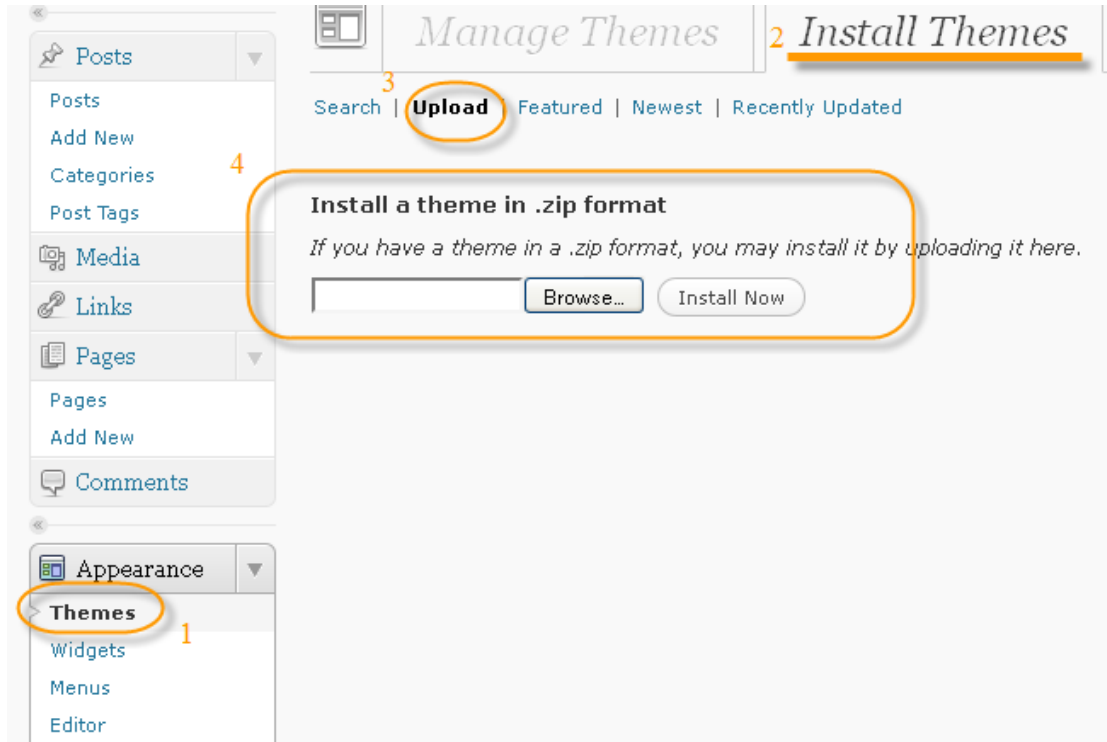 Posts
Posts
Add New
Categories
Post Tags
Media
Links
Pages
Pages
Add New
Comments
Appearance
Themes
1
Widgets
Menus
Editor
Manage Themes
2 Install Themes
3
Search | Upload | Featured | Newest | Recently Updated
4
Install a theme in .zip format
If you have a theme in a .zip format, you may install it by uploading it here.
Browse... Install Now